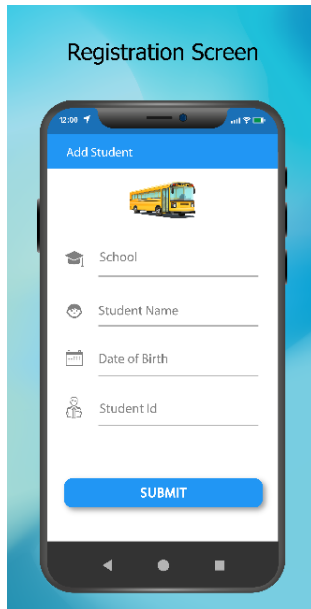 Registration Screen
12:00
Add Student
School
Student Name
Date of Birth
Student Id
SUBMIT